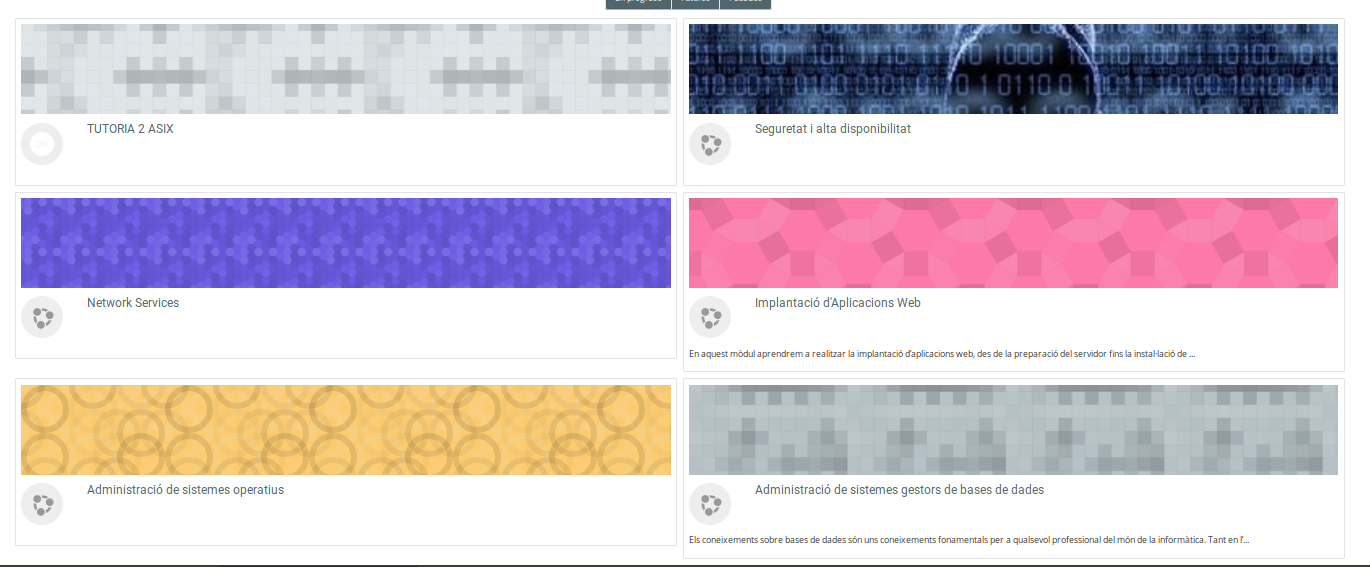 TUTORIA 2 ASIX
Seguretat i alta disponibilitat
Network Services
Implantació d'Aplicacions Web
En aquest mòdul aprendrem a realitzar la implantació d'aplicacions web, des de la preparació del servidor fins la instal·lació de ...
Administració de sistemes operatius
Administració de sistemes gestors de bases de dades
Els coneixements sobre bases de dades són uns coneixements fonamentals per a qualsevol professional del món de la informàtica. Tant en l'...